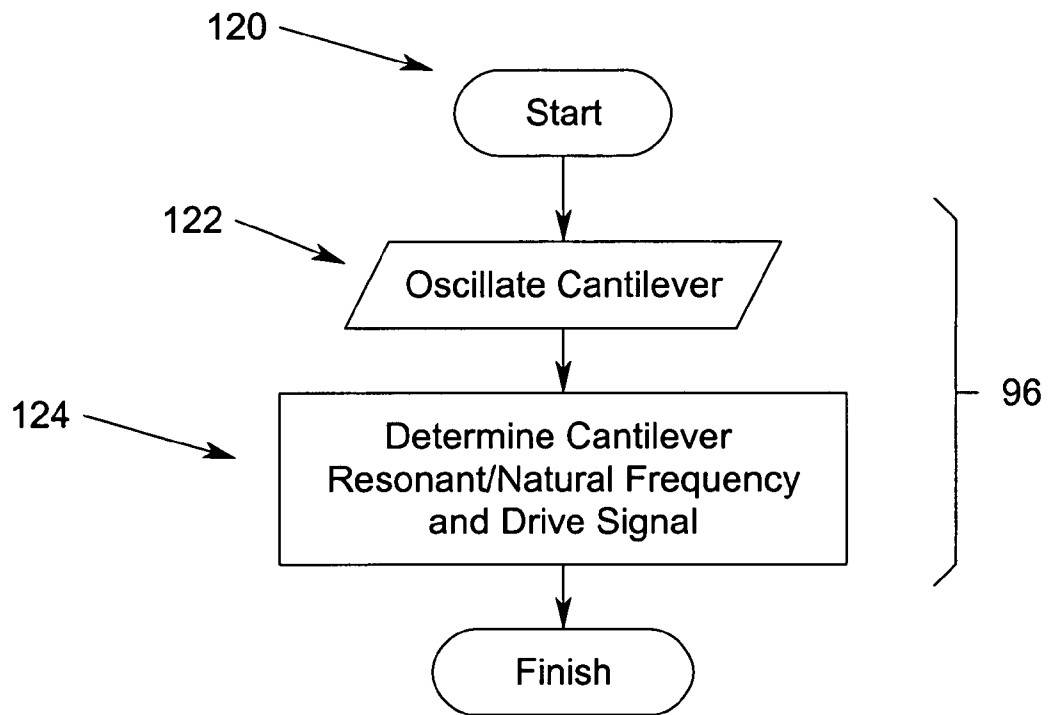 120
Start
122
Oscillate Cantilever
96
124
Determine Cantilever
Resonant/Natural Frequency
and Drive Signal
Finish